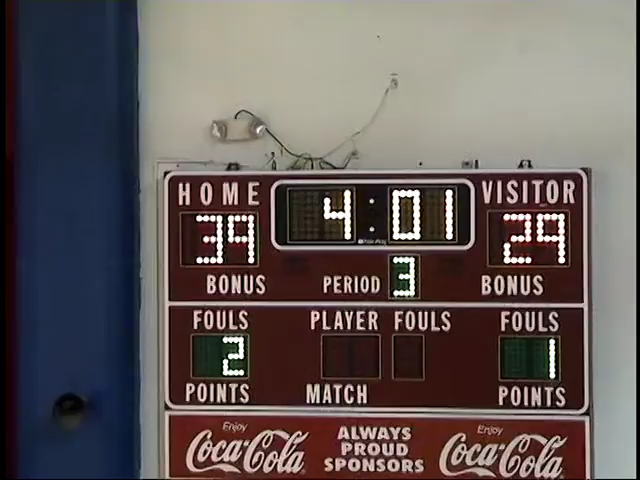 HOME 4:01 VISITOR
39 29
BONUS PERIOD 3 BONUS
FOULS PLAYER FOULS FOULS
2 1
POINTS MATCH POINTS
Enjoy Coca-Cola
ALWAYS
PROUD
SPONSORS
Enjoy Coca-Cola